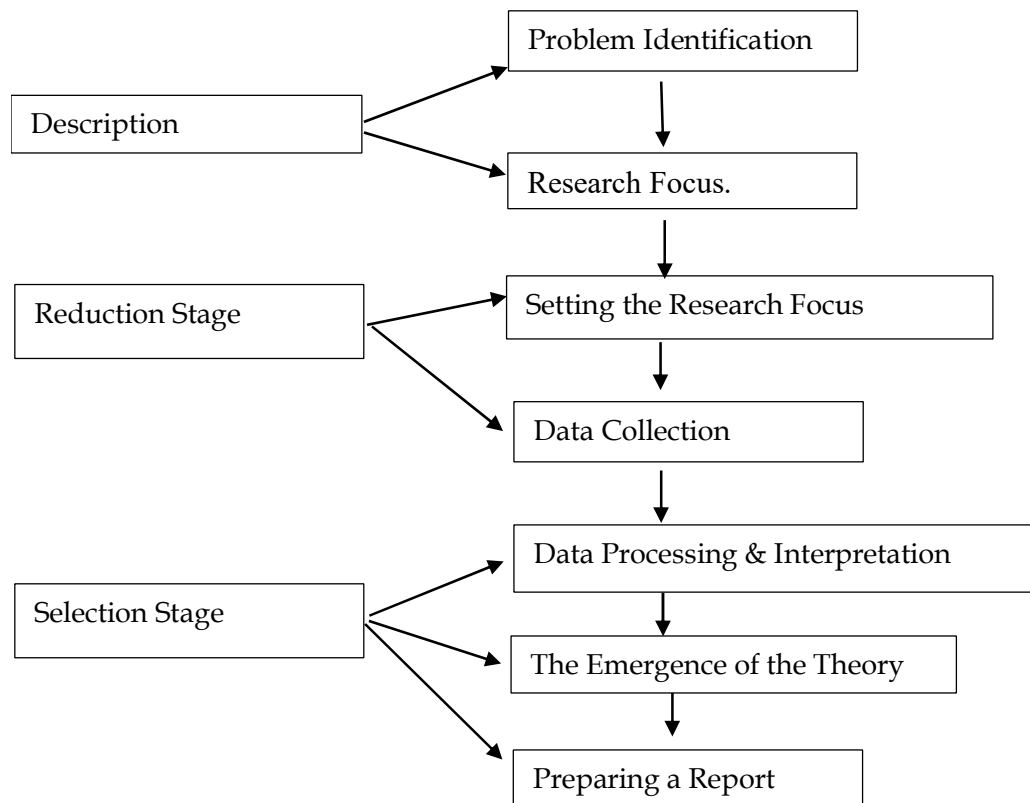 Problem Identification
Description
Research Focus.
Reduction Stage
Setting the Research Focus
Data Collection
Data Processing & Interpretation
Selection Stage
The Emergence of the Theory
Preparing a Report